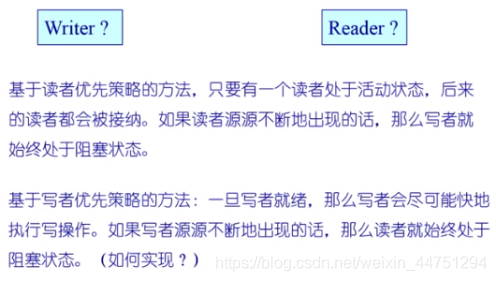 Writer ?
Reader ?
基于读者优先策略的方法，只要有一个读者处于活动状态，后来
的读者都会被接纳。如果读者源源不断地出现的话，那么写者就
始终处于阻塞状态。
基于写者优先策略的方法：一旦写者就绪，那么写者会尽可能快地
执行写操作。如果写者源源不断地出现的话，那么读者就始终处于
阻塞状态。（如何实现？）
https://blog.csdn.net/weixin_44751294